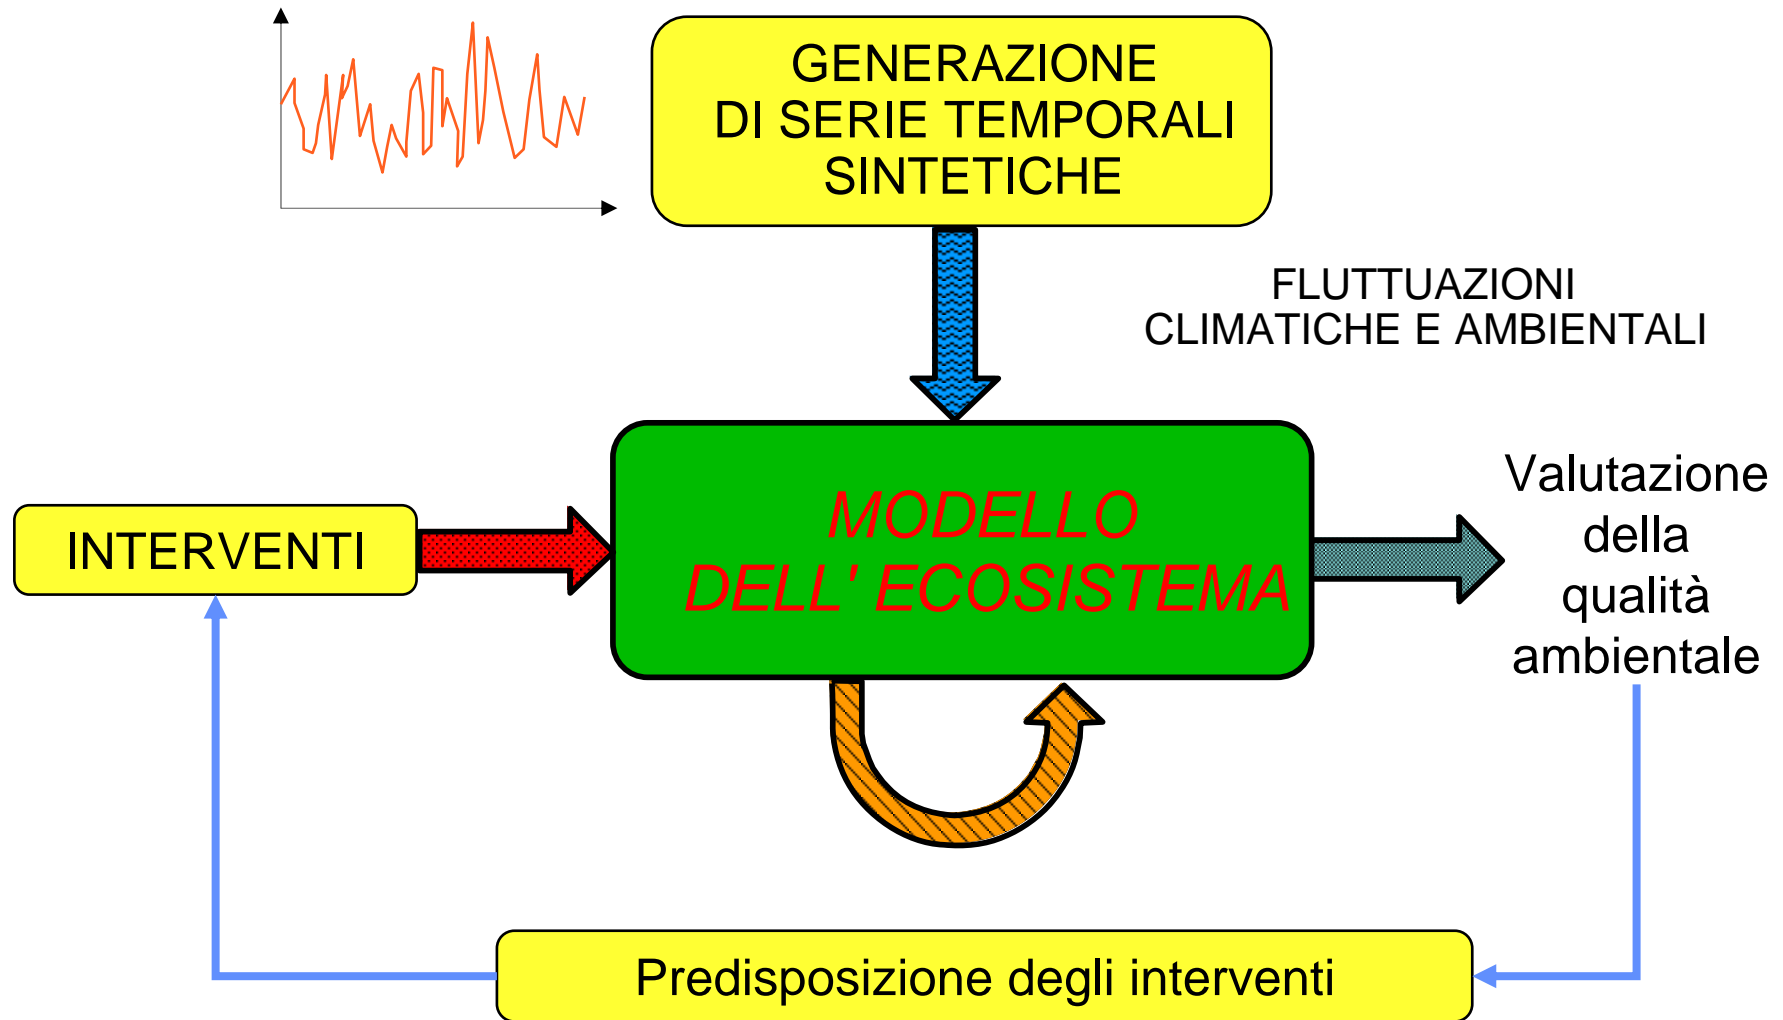 GENERAZIONE
DI SERIE TEMPORALI
SINTETICHE
FLUTTUAZIONI
CLIMATICHE E AMBIENTALI
INTERVENTI
MODELLO
DELL' ECOSISTEMA
Valutazione
della
qualità
ambientale
Predisposizione degli interventi